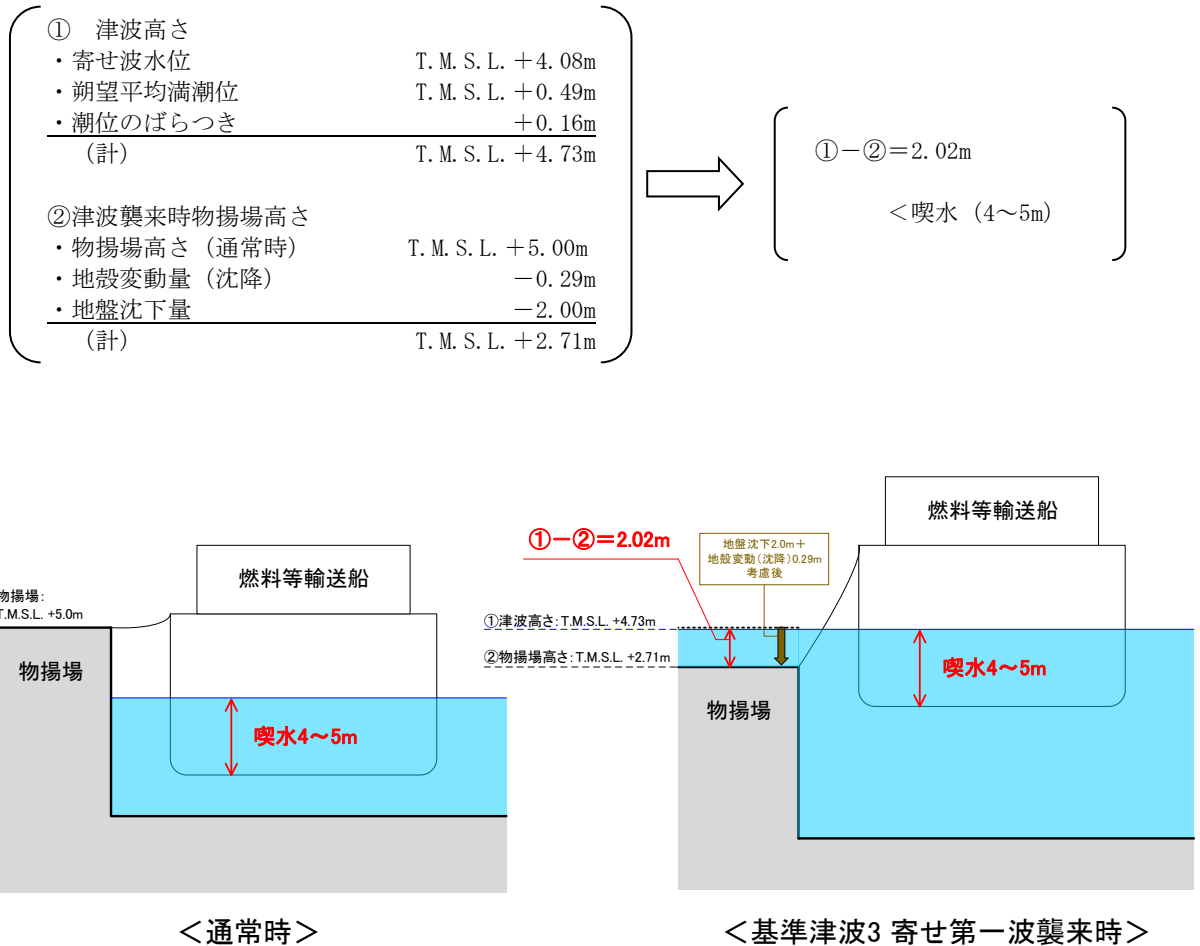 ① 津波高さ
・寄せ波水位 T.M.S.L.＋4.08m
・朔望平均満潮位 T.M.S.L.＋0.49m
・潮位のばらつき ＋0.16m
(計) T.M.S.L.＋4.73m
②津波襲来時物揚場高さ
・物揚場高さ（通常時） T.M.S.L.＋5.00m
・地殻変動量（沈降） －0.29m
・地盤沈下量 －2.00m
(計) T.M.S.L.＋2.71m
①－②＝2.02m
＜喫水（4～5m）
物揚場:
T.M.S.L. +5.0m
物揚場
燃料等輸送船
喫水4～5m
＜通常時＞
①－②＝2.02m
地盤沈下2.0m＋
地殻変動(沈降)0.29m
考慮後
燃料等輸送船
①津波高さ:T.M.S.L. +4.73m
②物揚場高さ:T.M.S.L. +2.71m
喫水4～5m
物揚場
＜基準津波3 寄せ第一波襲来時＞